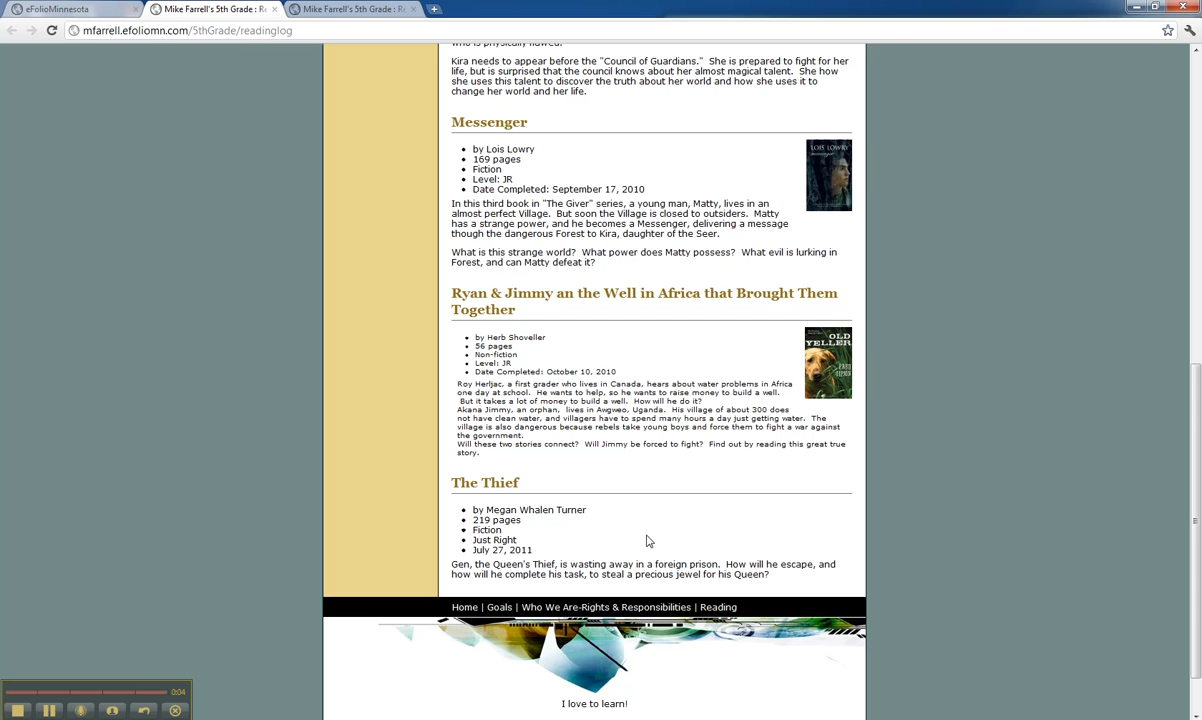 eFolioMinnesota
Mike Farrell's 5th Grade : Re
Mike Farrell's 5th Grade : Re
mfarrell.efoliomn.com/5thGrade/readinglog
who is physically flawed.
Kira needs to appear before the "Council of Guardians."  She is prepared to fight for her
life, but is surprised that the council knows about her almost magical talent.  She how
she uses this talent to discover the truth about her world and how she uses it to
change her world and her life.
Messenger
by Lois Lowry
169 pages
Fiction
Level: JR
Date Completed: September 17, 2010
LOIS LOWRY
messenger
In this third book in "The Giver" series, a young man, Matty, lives in an
almost perfect Village.  But soon the Village is closed to outsiders.  Matty
has a strange power, and he becomes a Messenger, delivering a message
though the dangerous Forest to Kira, daughter of the Seer.
What is this strange world?  What power does Matty possess?  What evil is lurking in
Forest, and can Matty defeat it?
Ryan & Jimmy an the Well in Africa that Brought Them
Together
by Herb Shoveller
56 pages
Non-fiction
Level: JR
Date Completed: October 10, 2010
OLD
YELLER
FRED
GIPSON
Roy Herljac, a first grader who lives in Canada, hears about water problems in Africa
one day at school.  He wants to help, so he wants to raise money to build a well.
But it takes a lot of money to build a well.  How will he do it?
Akana Jimmy, an orphan,  lives in Awgweo, Uganda.  His village of about 300 does
not have clean water, and villagers have to spend many hours a day just getting water.  The
village is also dangerous because rebels take young boys and force them to fight a war against
the government.
Will these two stories connect?  Will Jimmy be forced to fight?  Find out by reading this great true
story.
The Thief
by Megan Whalen Turner
219 pages
Fiction
Just Right
July 27, 2011
Gen, the Queen's Thief, is wasting away in a foreign prison.  How will he escape, and
how will he complete his task, to steal a precious jewel for his Queen?
Home | Goals | Who We Are-Rights & Responsibilities | Reading
I love to learn!
0:04